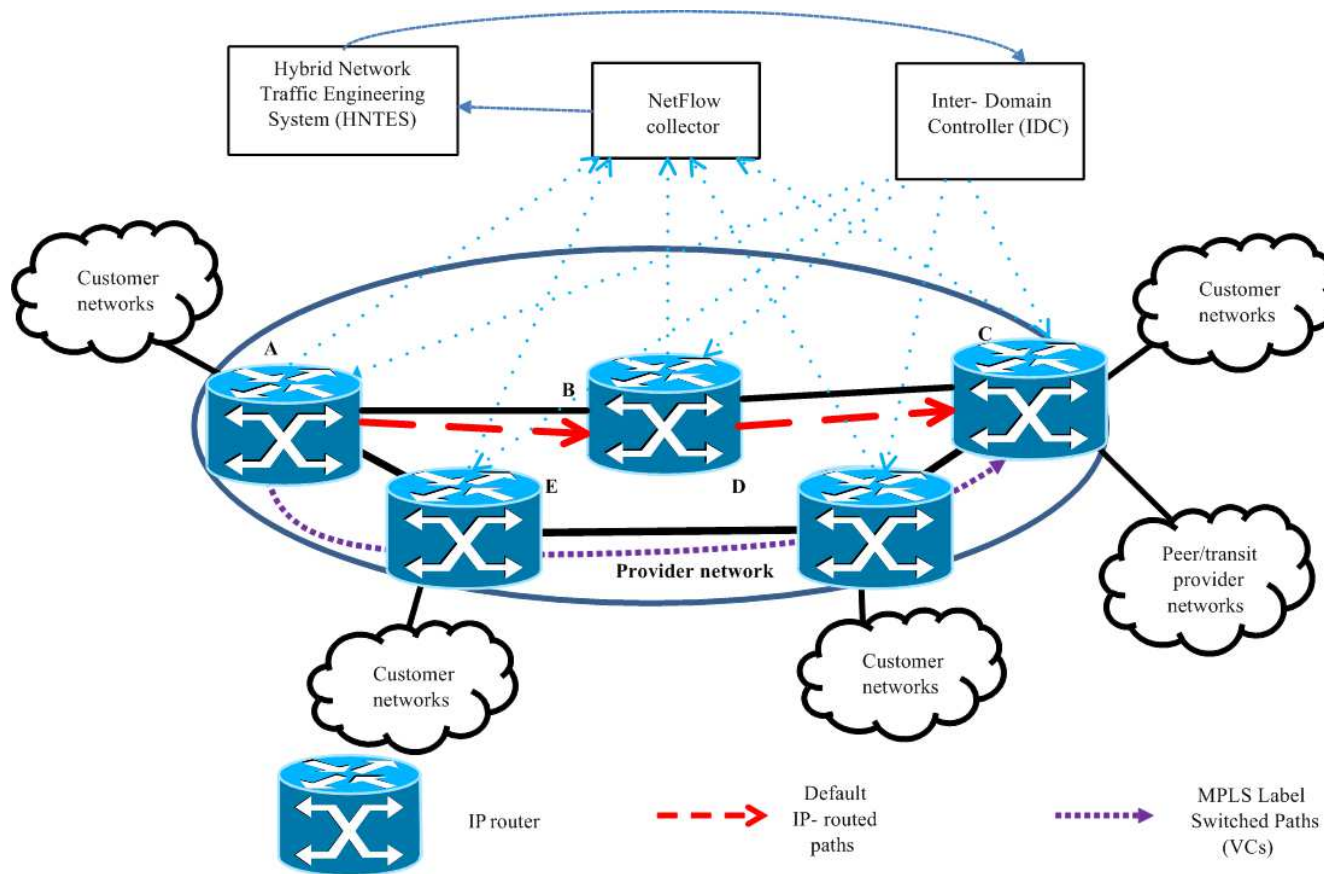 Hybrid Network
Traffic Engineering
System (HNTES)
NetFlow
collector
Inter- Domain
Controller (IDC)
Customer
networks
Customer
networks
A
B
C
E
D
Provider network
Peer/transit
provider
networks
Customer
networks
Customer
networks
IP router
Default
IP- routed
paths
MPLS Label
Switched Paths
(VCs)